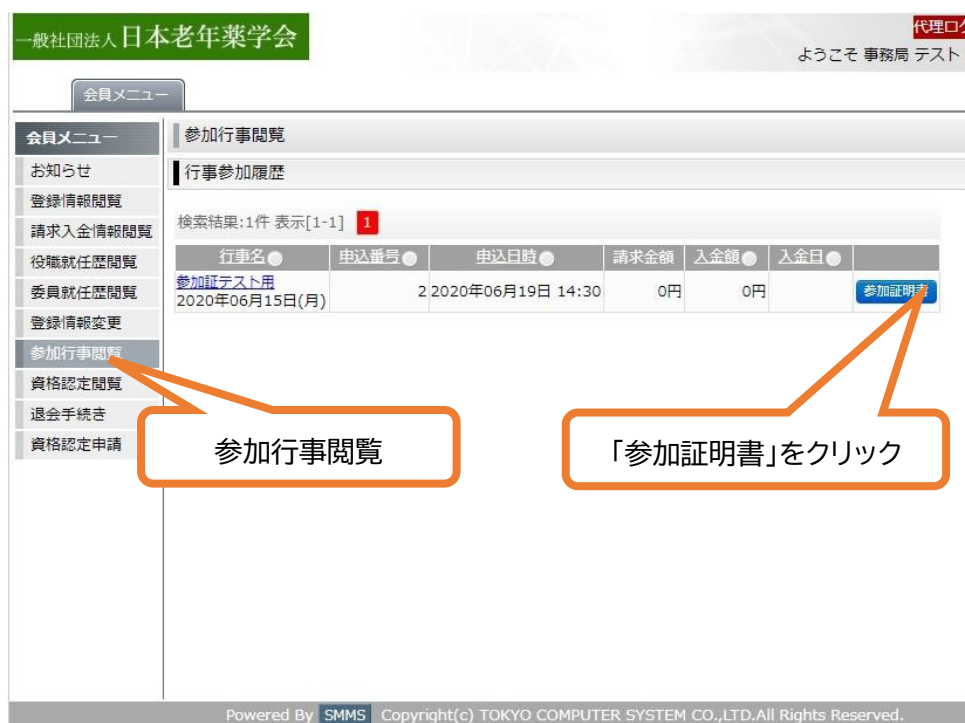 一般社団法人日本老年薬学会
代理ログ
ようこそ 事務局 テスト
会員メニュー
会員メニュー
お知らせ
登録情報閲覧
請求入金情報閲覧
役職就任歴閲覧
委員就任歴閲覧
登録情報変更
参加行事閲覧
資格認定閲覧
退会手続き
資格認定申請
参加行事閲覧
行事参加履歴
検索結果:1件 表示[1-1] 1
行事名 申込番号 申込日時 請求金額 入金額 入金日
参加証テスト用
2020年06月15日(月) 2 2020年06月19日 14:30 0円 0円 参加証明書
参加行事閲覧
「参加証明書」をクリック
Powered By SMMS Copyright(c) TOKYO COMPUTER SYSTEM CO.,LTD.All Rights Reserved.